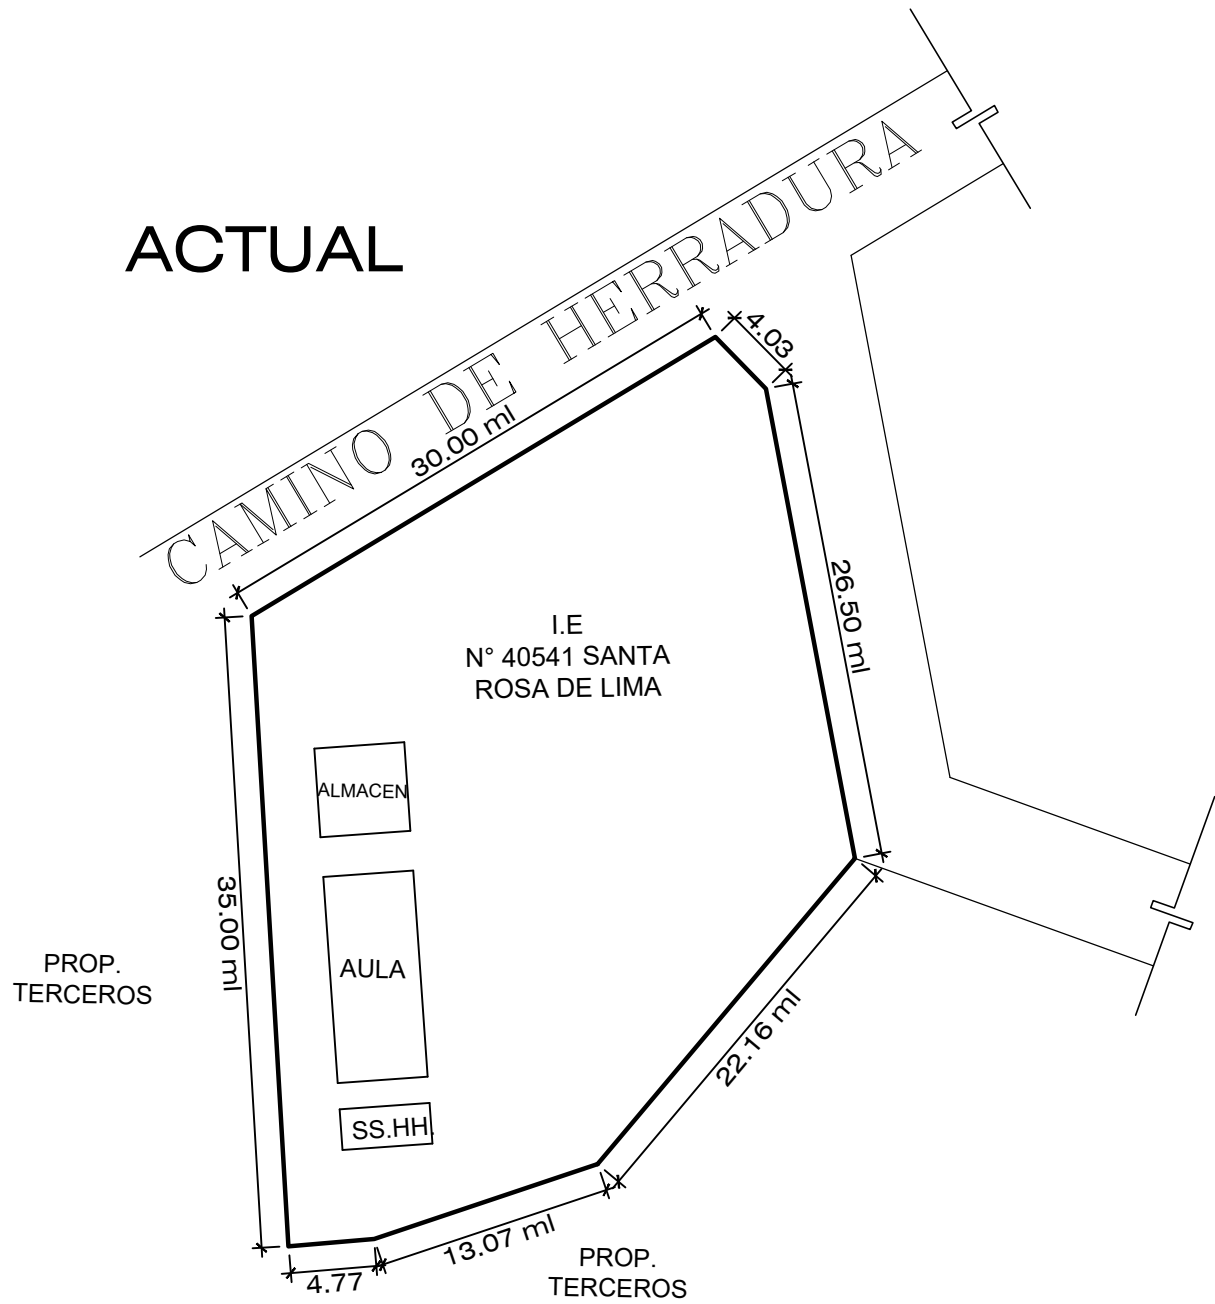 ACTUAL
CAMINO DE HERRADURA
30.00 ml
4.03
26.50 ml
I.E
N° 40541 SANTA
ROSA DE LIMA
ALMACEN
35.00 ml
AULA
PROP.
TERCEROS
22.16 ml
SS.HH.
13.07 ml
4.77
PROP.
TERCEROS